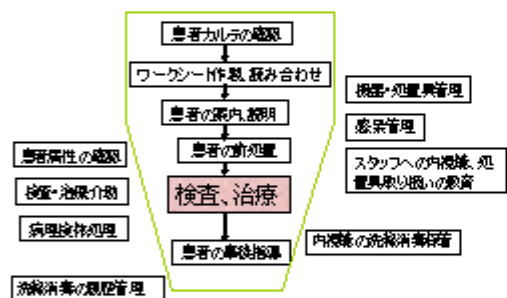 患者カルテの確認
ワークシート作製、読み合わせ
機器・処置具管理
患者の案内、説明
感染管理
患者の前処置
患者属性の確認
スタッフへの内視鏡、処
置具取り扱いの教育
検査・治療介助
検査、治療
病理検体処理
内視鏡の洗浄消毒保管
患者の事後指導
洗浄消毒の履歴管理